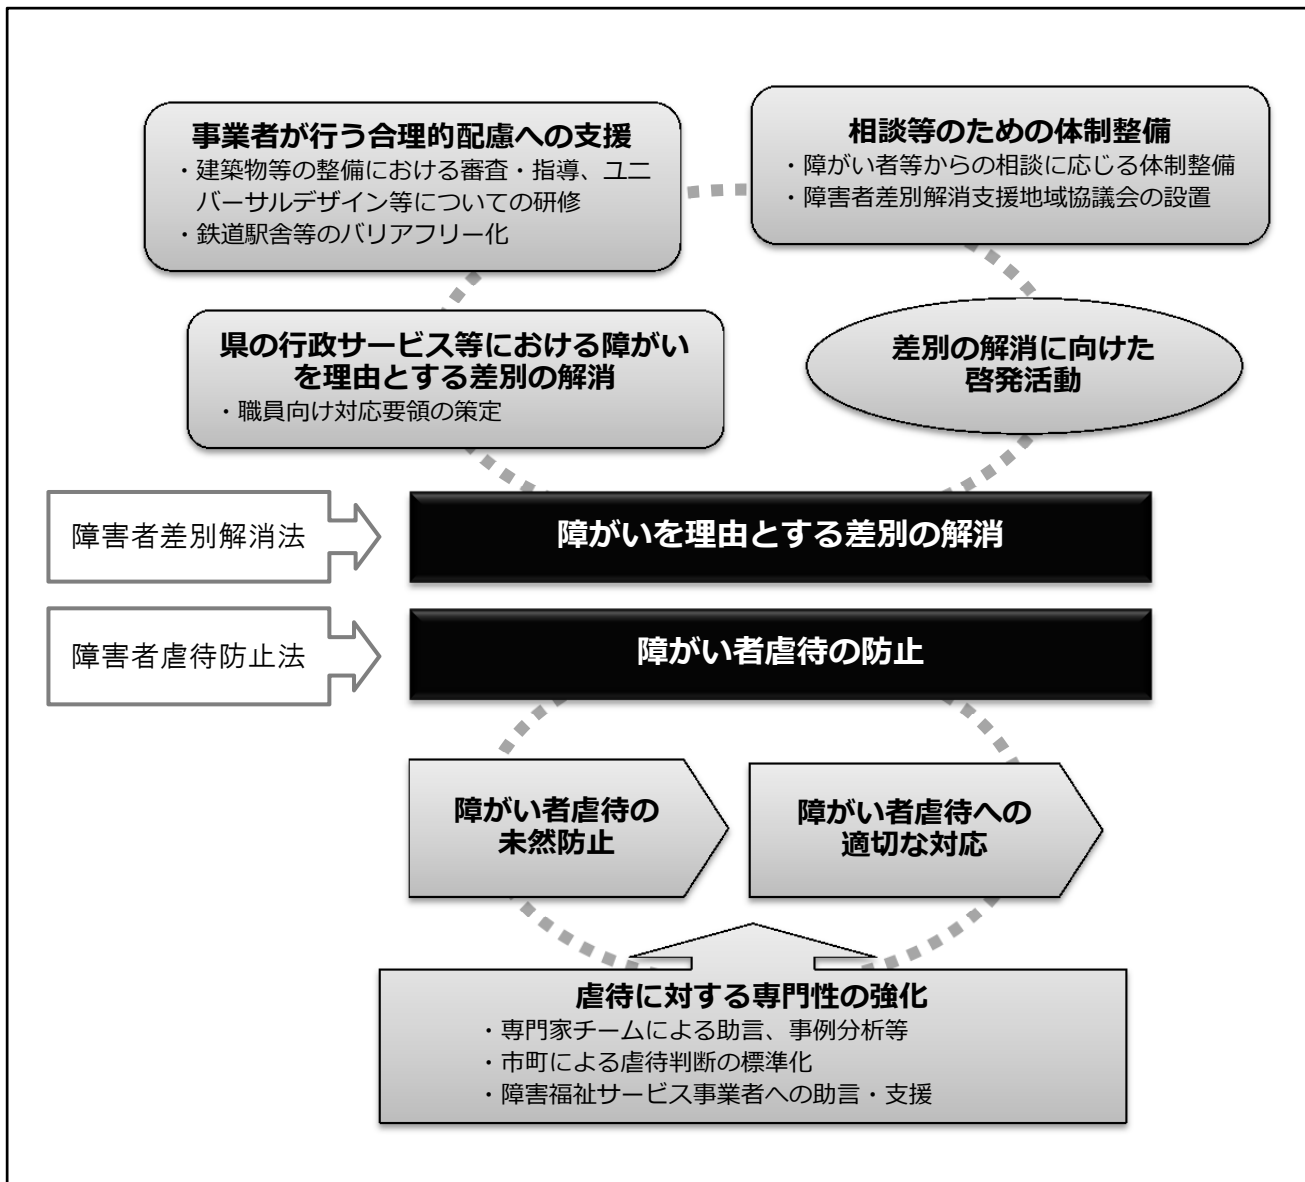 事業者が行う合理的配慮への支援
・建築物等の整備における審査・指導、ユニ
バーサルデザイン等についての研修
・鉄道駅舎等のバリアフリー化
相談等のための体制整備
・障がい者等からの相談に応じる体制整備
・障害者差別解消支援地域協議会の設置
県の行政サービス等における障がい
を理由とする差別の解消
・職員向け対応要領の策定
差別の解消に向けた
啓発活動
障害者差別解消法
障がいを理由とする差別の解消
障害者虐待防止法
障がい者虐待の防止
障がい者虐待の
未然防止
障がい者虐待への
適切な対応
虐待に対する専門性の強化
・専門家チームによる助言、事例分析等
・市町による虐待判断の標準化
・障害福祉サービス事業者への助言・支援